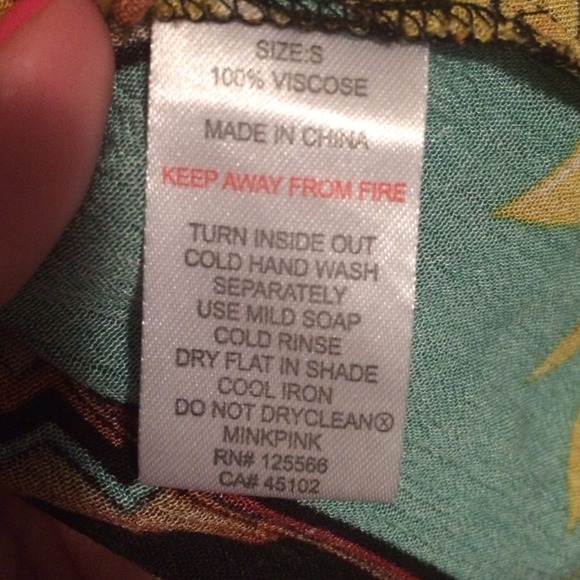 SIZE:S
100% VISCOSE
MADE IN CHINA
KEEP AWAY FROM FIRE
TURN INSIDE OUT
COLD HAND WASH
SEPARATELY
USE MILD SOAP
COLD RINSE
DRY FLAT IN SHADE
COOL IRON
DO NOT DRYCLEANⓧ
MINKPINK
RN# 125566
CA# 45102